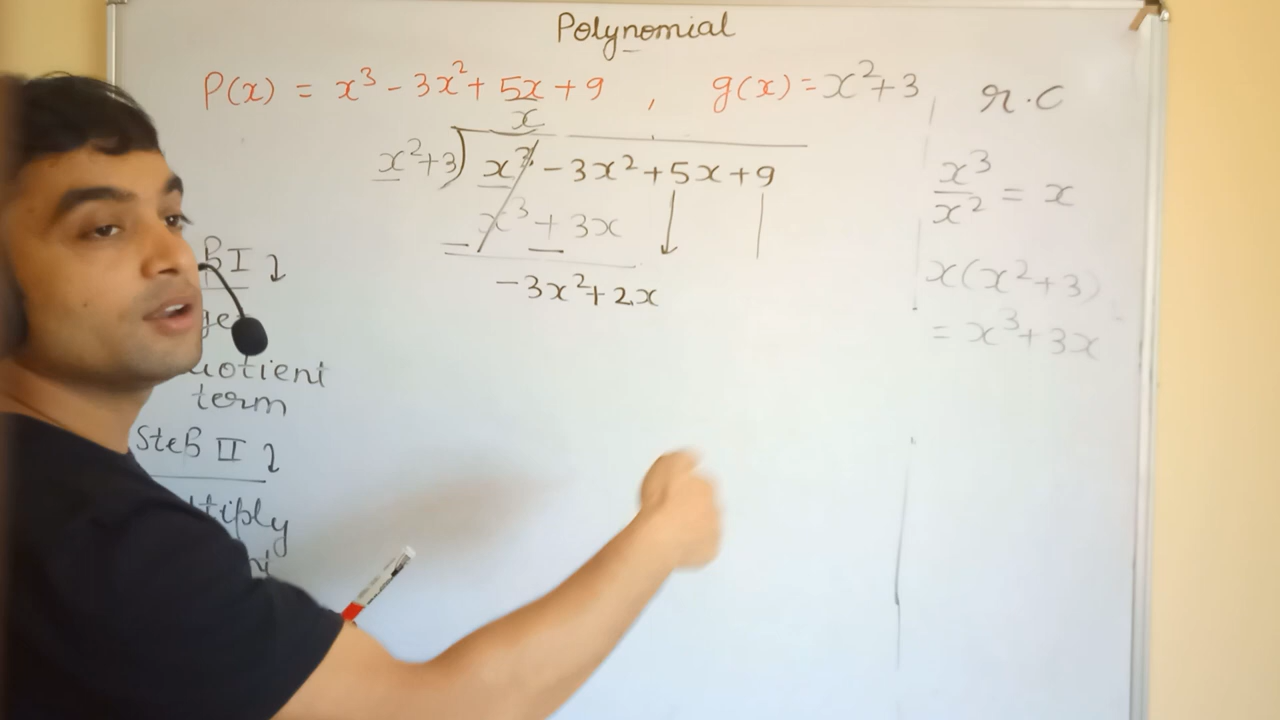 Polynomial
P(x) = x³ - 3x² + 5x + 9 , g(x) = x² + 3
r.c
x
x²+3) x³ - 3x² + 5x + 9
x³ + 3x
- -
-3x² + 2x
x³/x² = x
x(x²+3)
= x³ + 3x
term
Step II